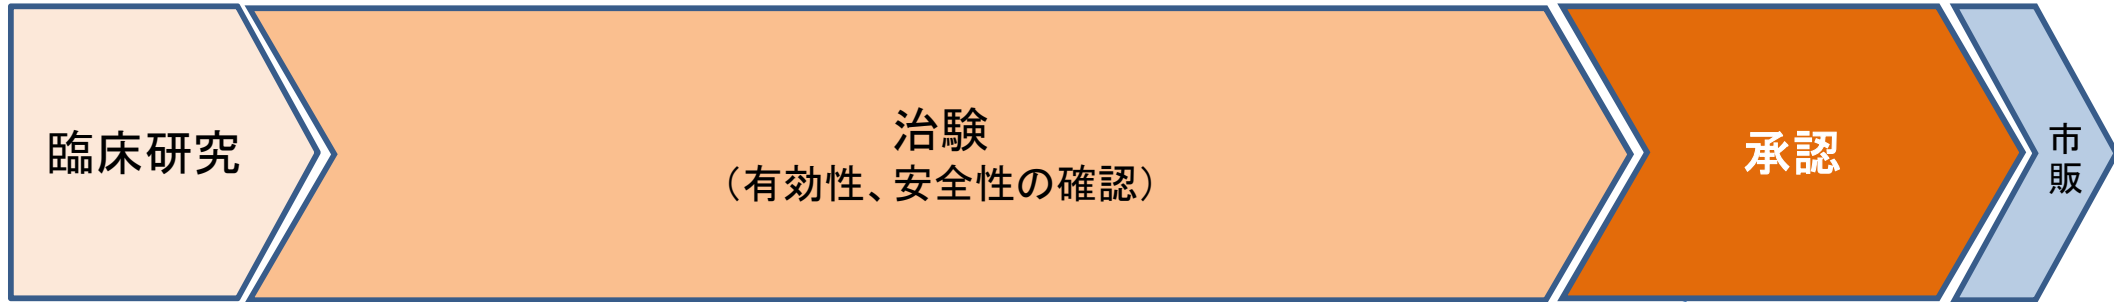 臨床研究
治験
（有効性、安全性の確認）
承認
市
販